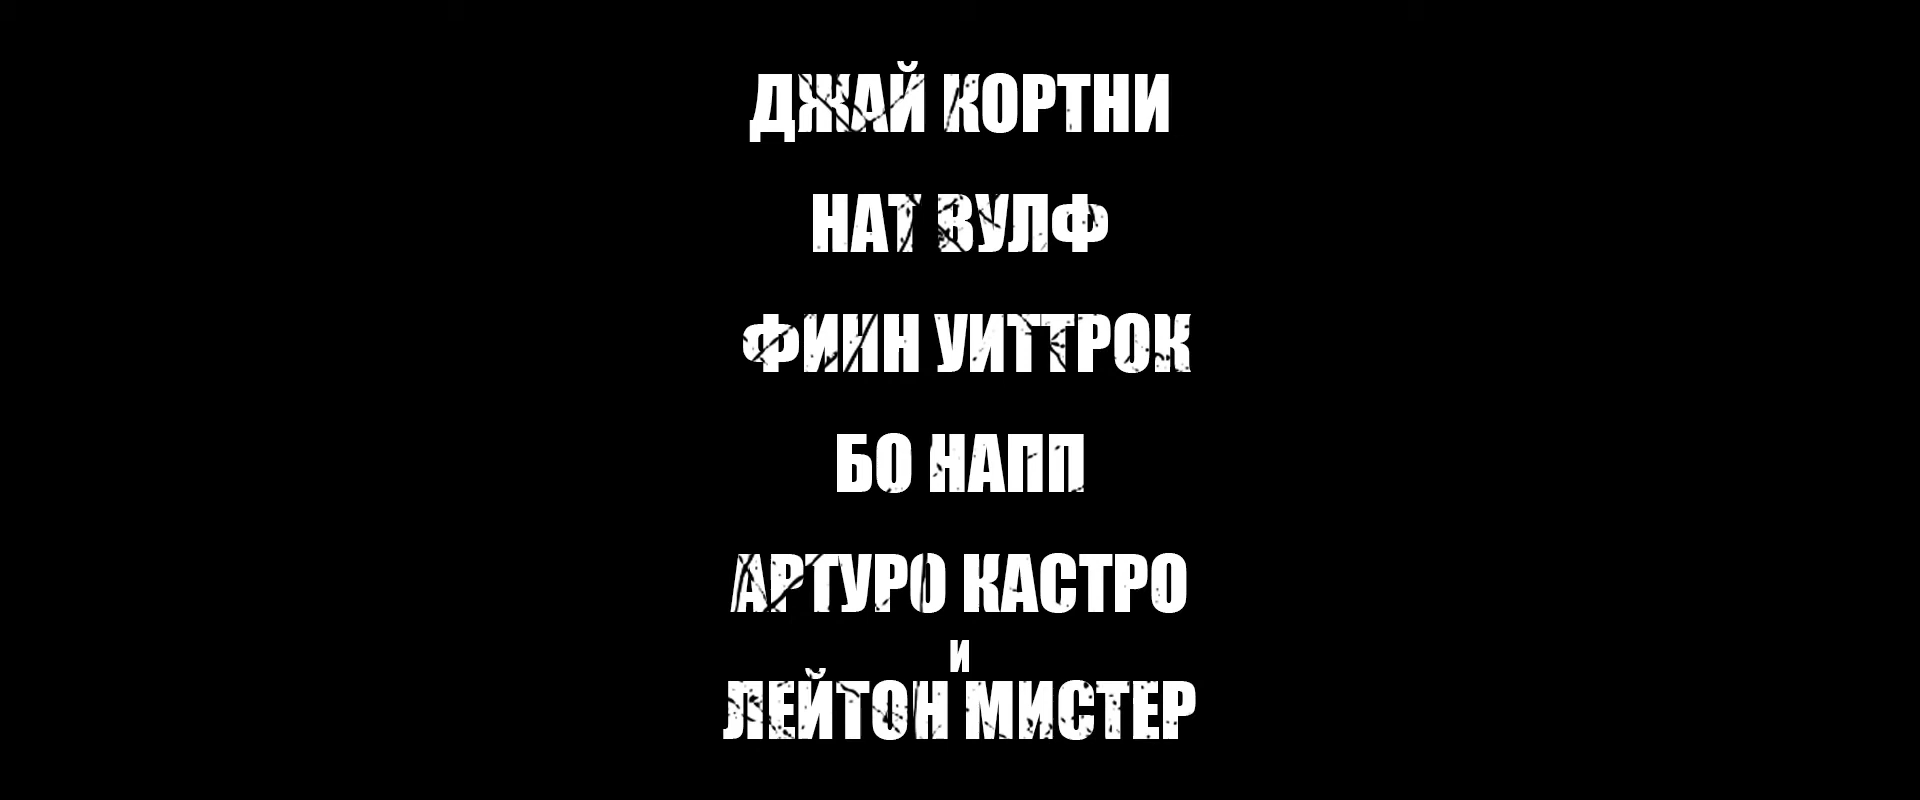 ДЖАЙ КОРТНИ
НАТ ВУЛФ
ФИНН УИТТРОК
БО НАПП
АРТУРО КАСТРО
И
ЛЕЙТОН МИСТЕР